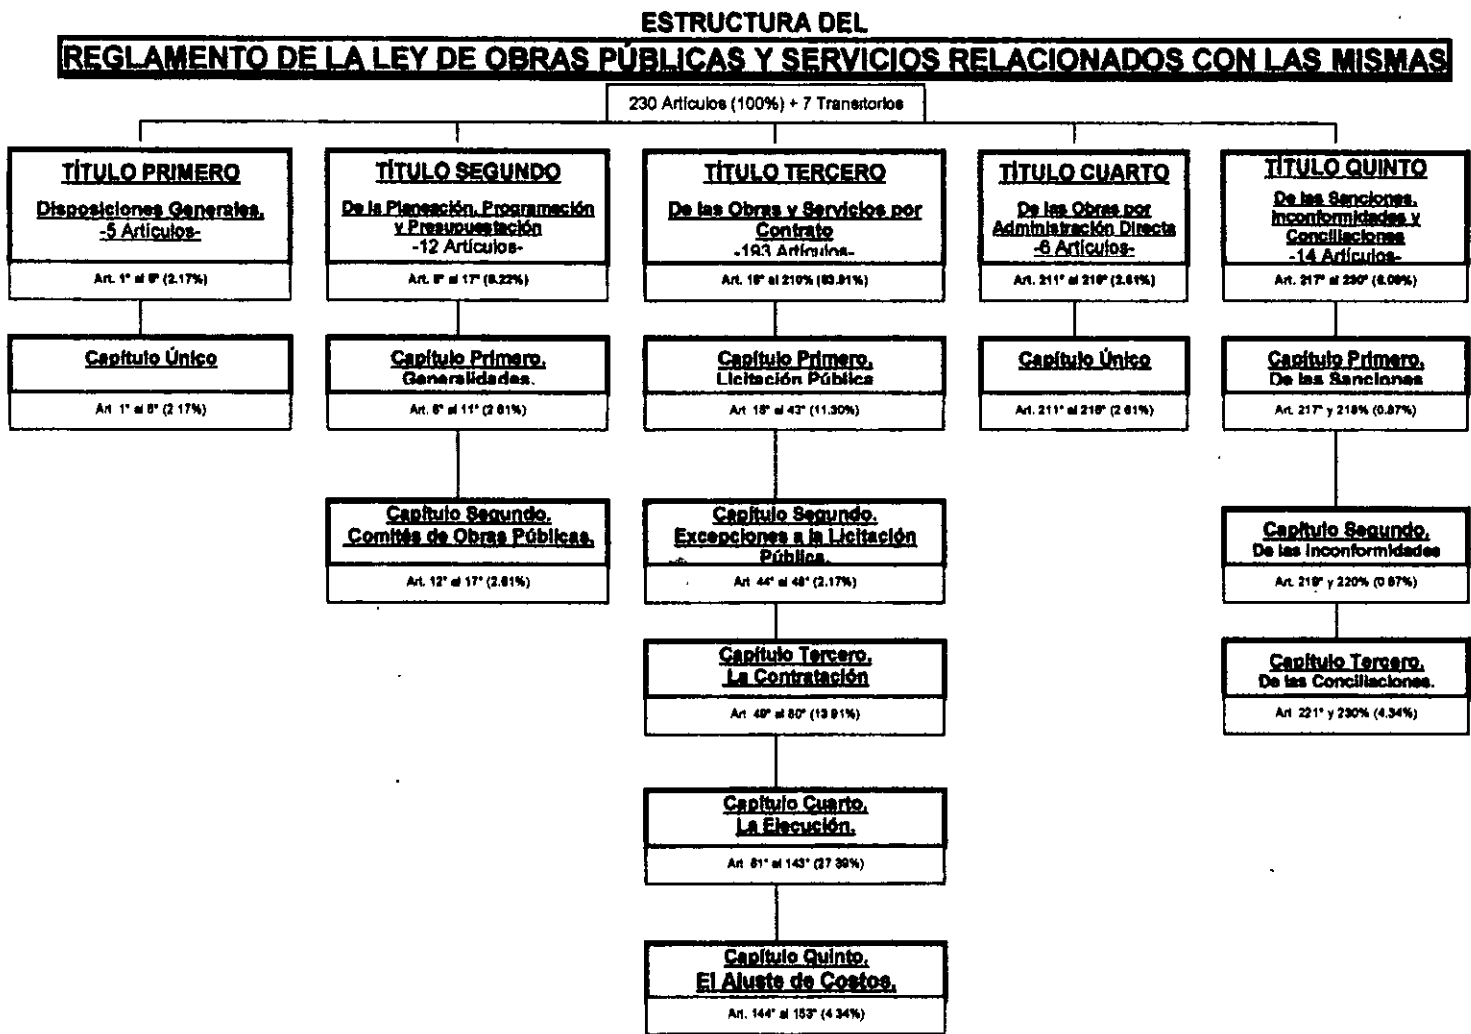 ESTRUCTURA DEL
REGLAMENTO DE LA LEY DE OBRAS PÚBLICAS Y SERVICIOS RELACIONADOS CON LAS MISMAS
230 Artículos (100%) + 7 Transitorios
TÍTULO PRIMERO
Disposiciones Generales.
-5 Artículos-
Art. 1° al 5° (2.17%)
Capítulo Único
Art 1° al 5° (2 17%)
TÍTULO SEGUNDO
De la Planeación, Programación
y Presupuestación
-12 Artículos-
Art. 6° al 17° (5.22%)
Capítulo Primero.
Generalidades.
Art. 6° al 11° (2 61%)
Capítulo Segundo.
Comités de Obras Públicas.
Art. 12° al 17° (2.61%)
TÍTULO TERCERO
De las Obras y Servicios por
Contrato
-193 Artículos-
Art. 18° al 210% (83.91%)
Capítulo Primero.
Licitación Pública
Art 18° al 43° (11.30%)
Capítulo Segundo.
Excepciones a la Licitación
Pública.
Art 44° al 48° (2.17%)
Capítulo Tercero.
La Contratación
Art 49° al 80° (13 91%)
Capítulo Cuarto.
La Ejecución.
Art 81° al 143° (27 39%)
Capítulo Quinto.
El Ajuste de Costos.
Art. 144° al 153° (4 34%)
TÍTULO CUARTO
De las Obras por
Administración Directa
-6 Artículos-
Art. 211° al 216° (2.61%)
Capítulo Único
Art. 211° al 216° (2 61%)
TÍTULO QUINTO
De las Sanciones,
Inconformidades y
Conciliaciones
-14 Artículos-
Art. 217° al 230° (6.09%)
Capítulo Primero.
De las Sanciones
Art. 217° y 218% (0.87%)
Capítulo Segundo.
De las Inconformidades
Art. 219° y 220% (0 87%)
Capítulo Tercero.
De las Conciliaciones.
Art 221° y 230% (4.34%)